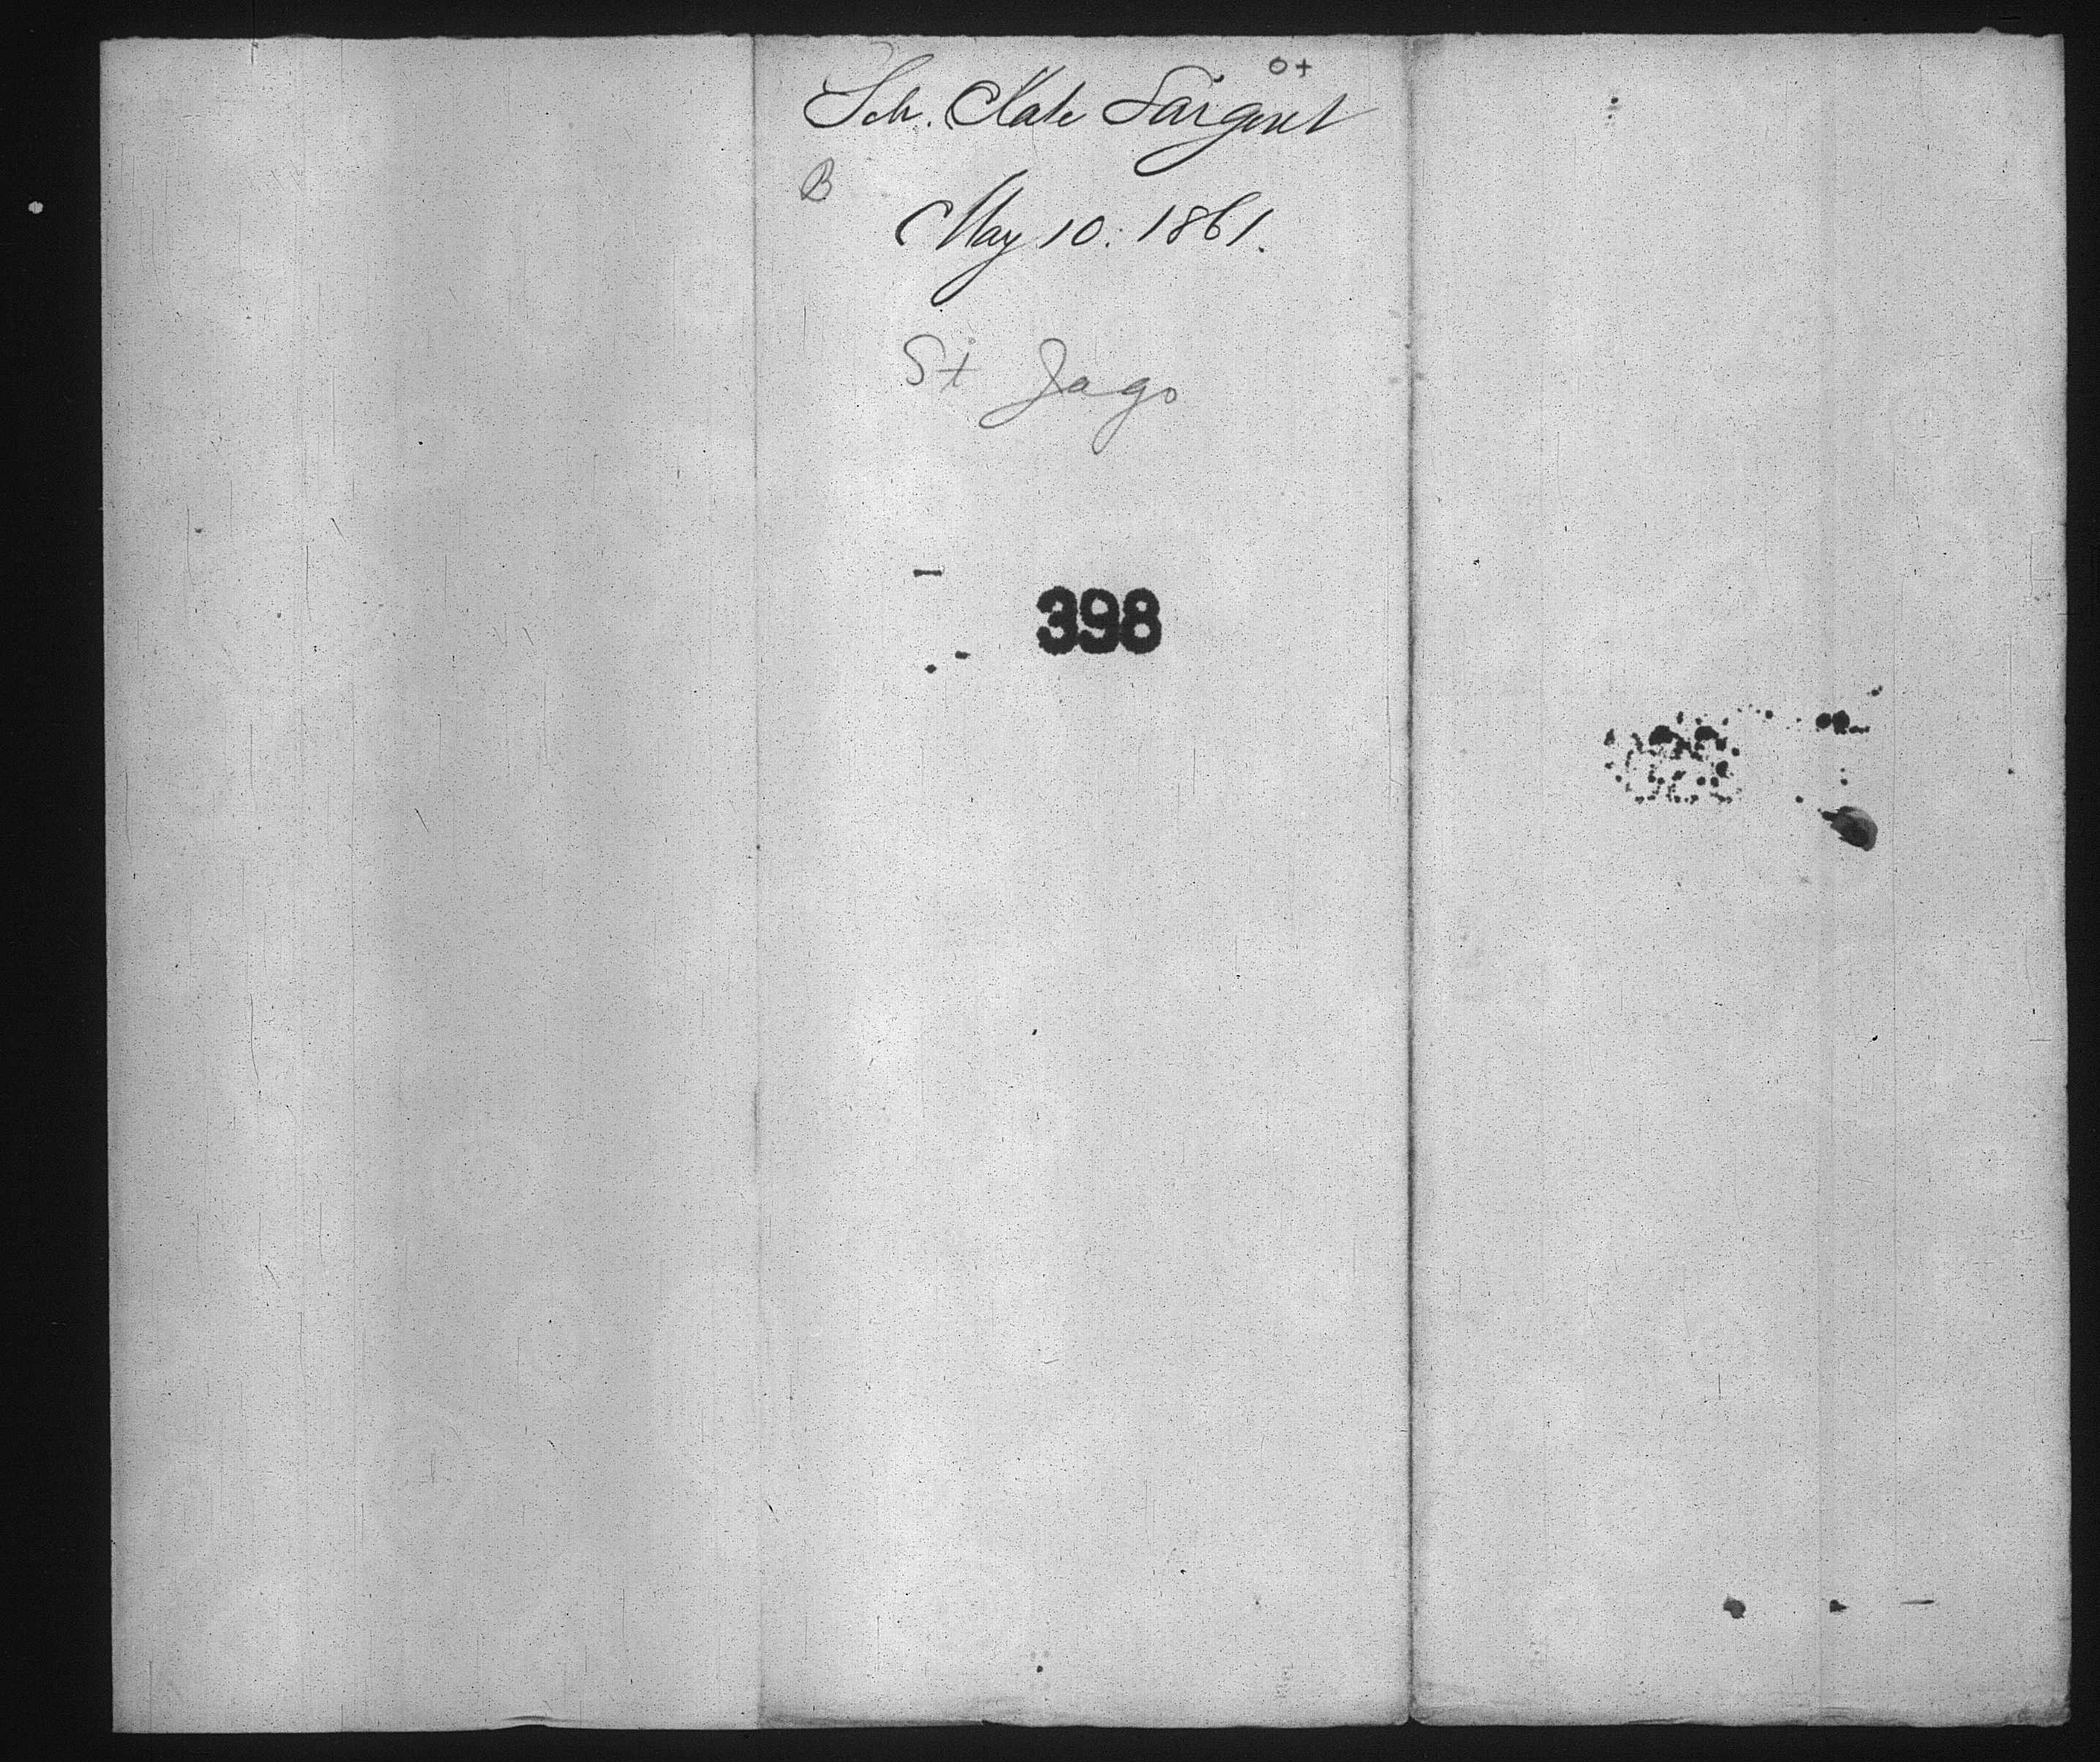 o+
Sch. Kate Sargent
B
May 10. 1861.
St Jago
398